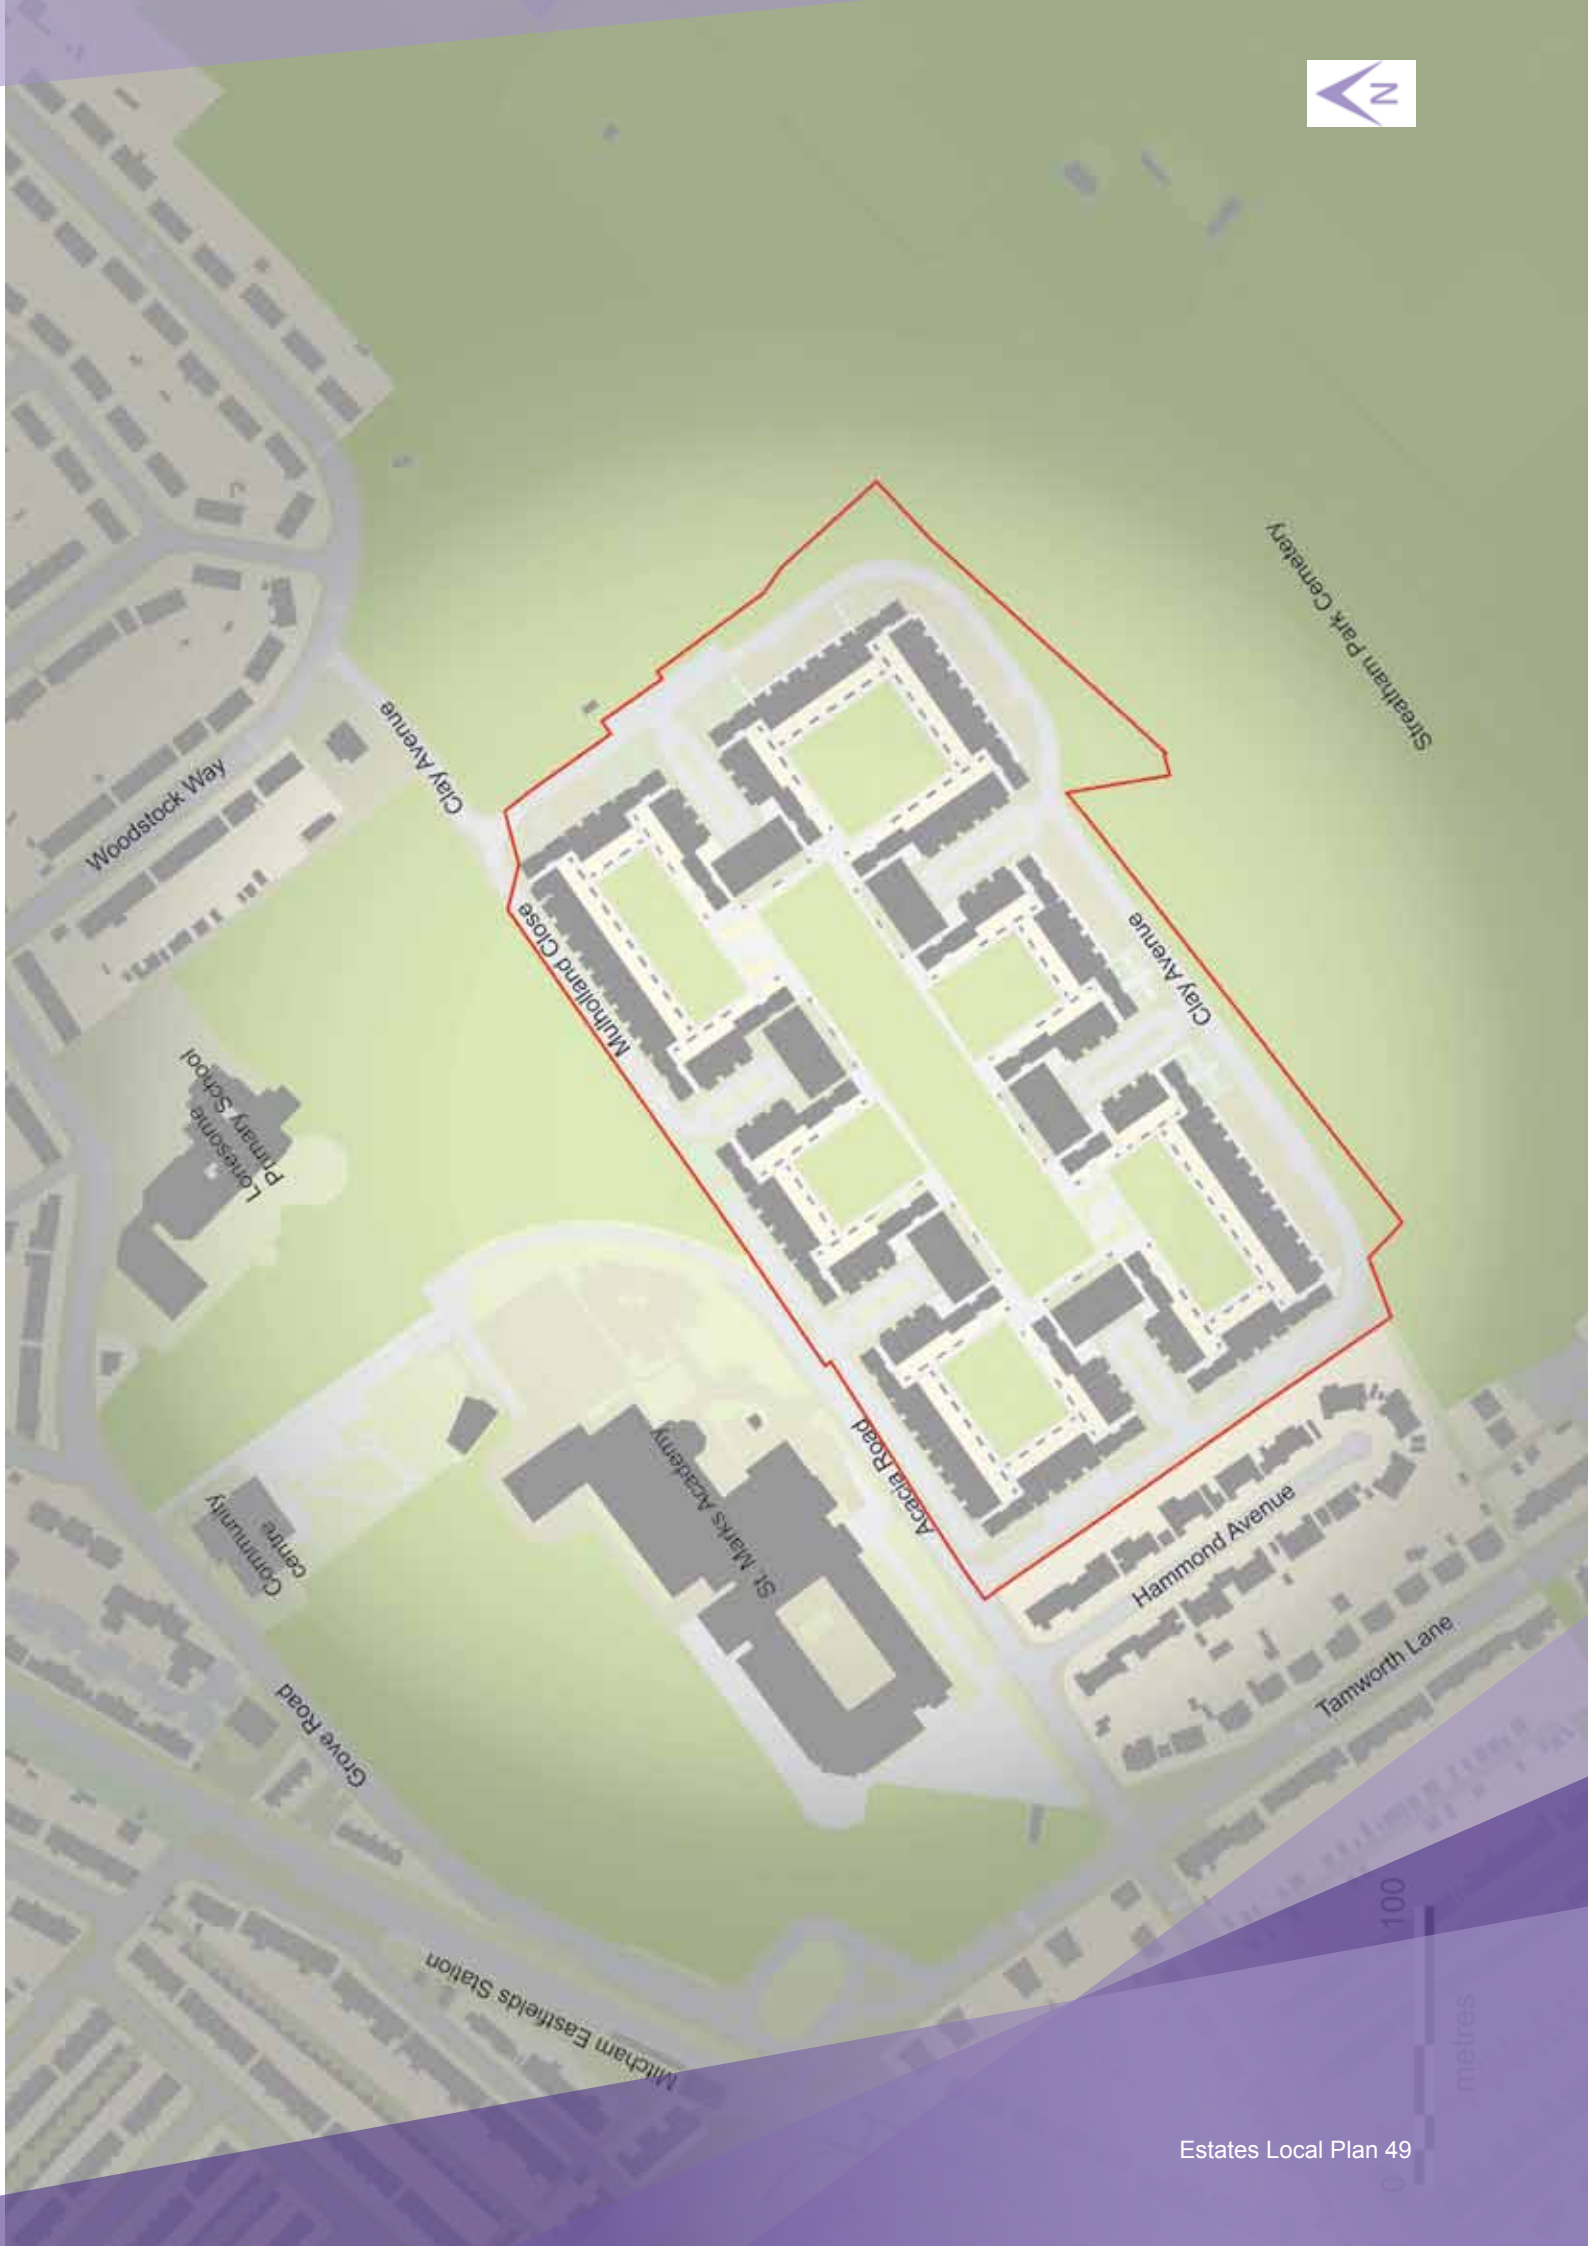 N
Streatham Park Cemetery
Clay Avenue
Woodstock Way
Mulholland Close
Clay Avenue
Lonesome
Primary School
Acacia Road
St. Marks Academy
Community
centre
Hammond Avenue
Tamworth Lane
Grove Road
Mitcham Eastfields Station
100
metres
0
Estates Local Plan 49